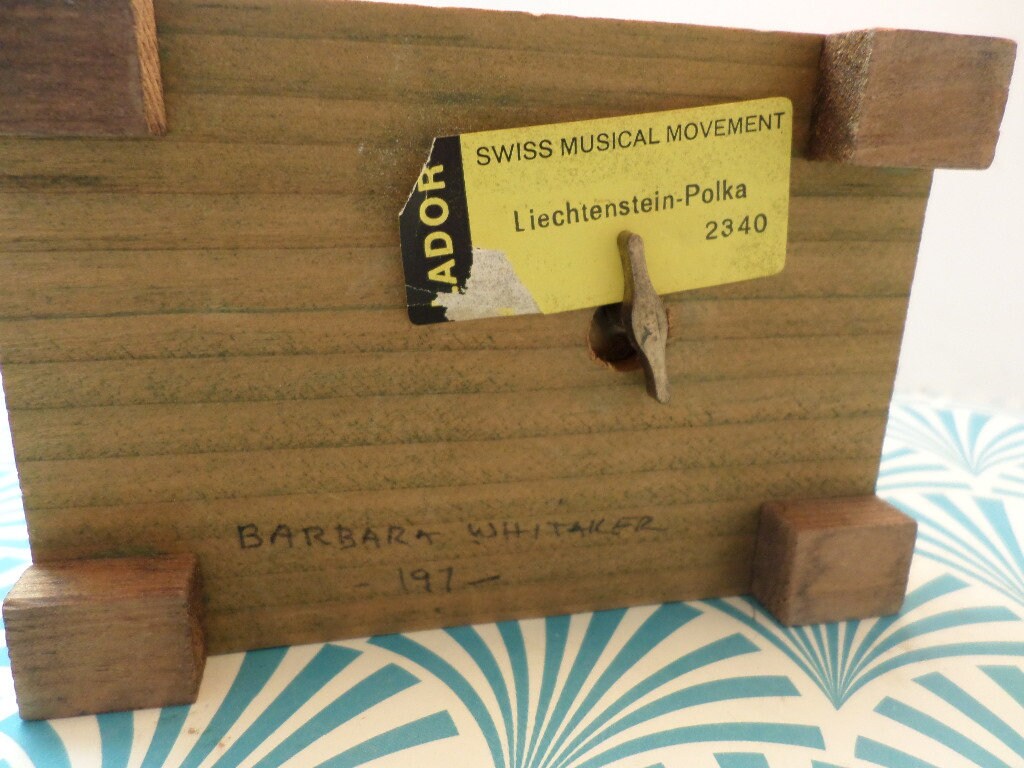 ADOR
SWISS MUSICAL MOVEMENT
Liechtenstein-Polka
2340
BARBARA WHITAKER
- 197 -